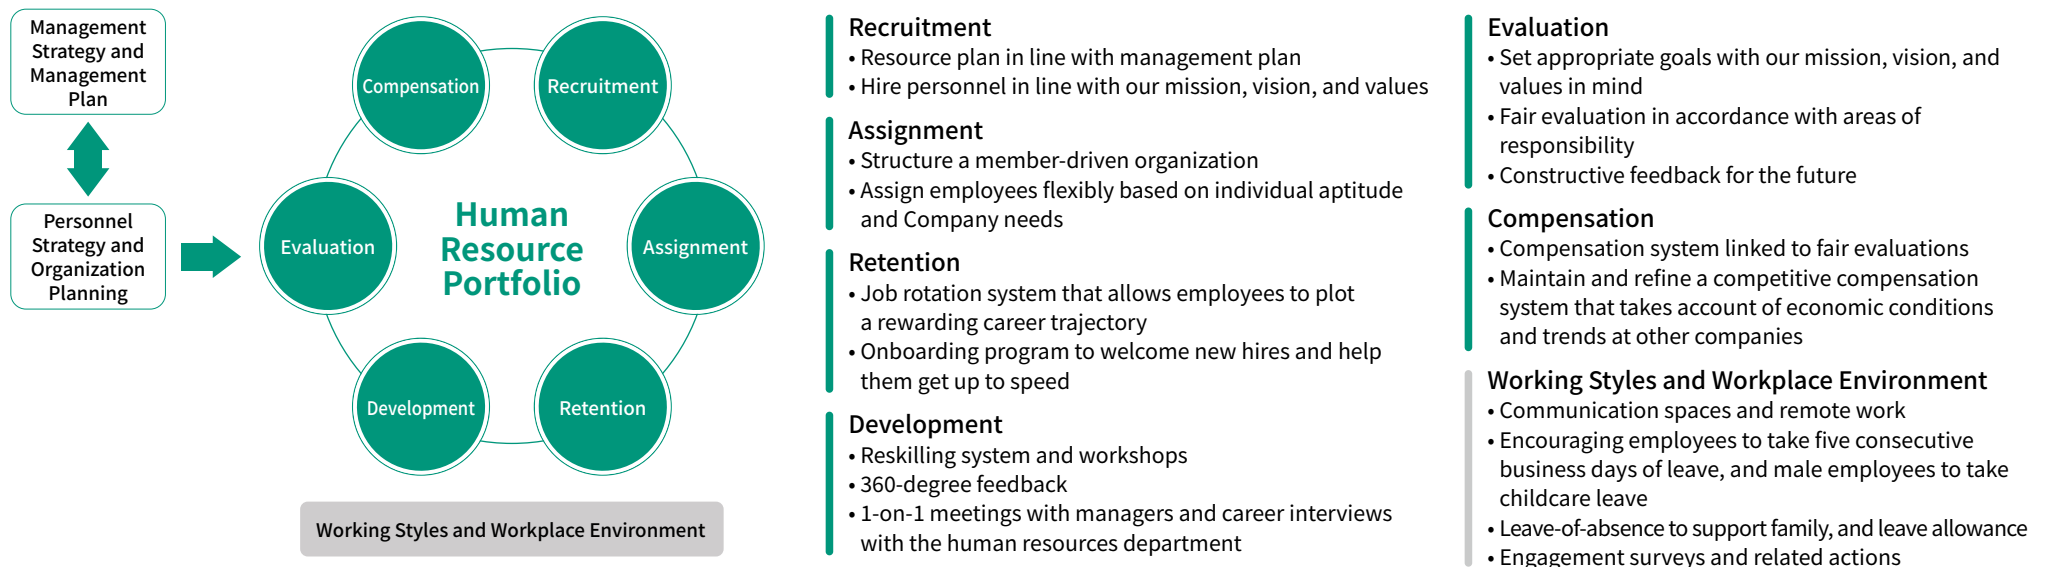 Management
Strategy and
Management
Plan
Personnel
Strategy and
Organization
Planning
Compensation
Recruitment
Evaluation
Human
Resource
Portfolio
Assignment
Development
Retention
Working Styles and Workplace Environment
Recruitment
• Resource plan in line with management plan
• Hire personnel in line with our mission, vision, and values
Assignment
• Structure a member-driven organization
• Assign employees flexibly based on individual aptitude
and Company needs
Retention
• Job rotation system that allows employees to plot
a rewarding career trajectory
• Onboarding program to welcome new hires and help
them get up to speed
Development
• Reskilling system and workshops
• 360-degree feedback
• 1-on-1 meetings with managers and career interviews
with the human resources department
Evaluation
• Set appropriate goals with our mission, vision, and
values in mind
• Fair evaluation in accordance with areas of
responsibility
• Constructive feedback for the future
Compensation
• Compensation system linked to fair evaluations
• Maintain and refine a competitive compensation
system that takes account of economic conditions
and trends at other companies
Working Styles and Workplace Environment
• Communication spaces and remote work
• Encouraging employees to take five consecutive
business days of leave, and male employees to take
childcare leave
• Leave-of-absence to support family, and leave allowance
• Engagement surveys and related actions